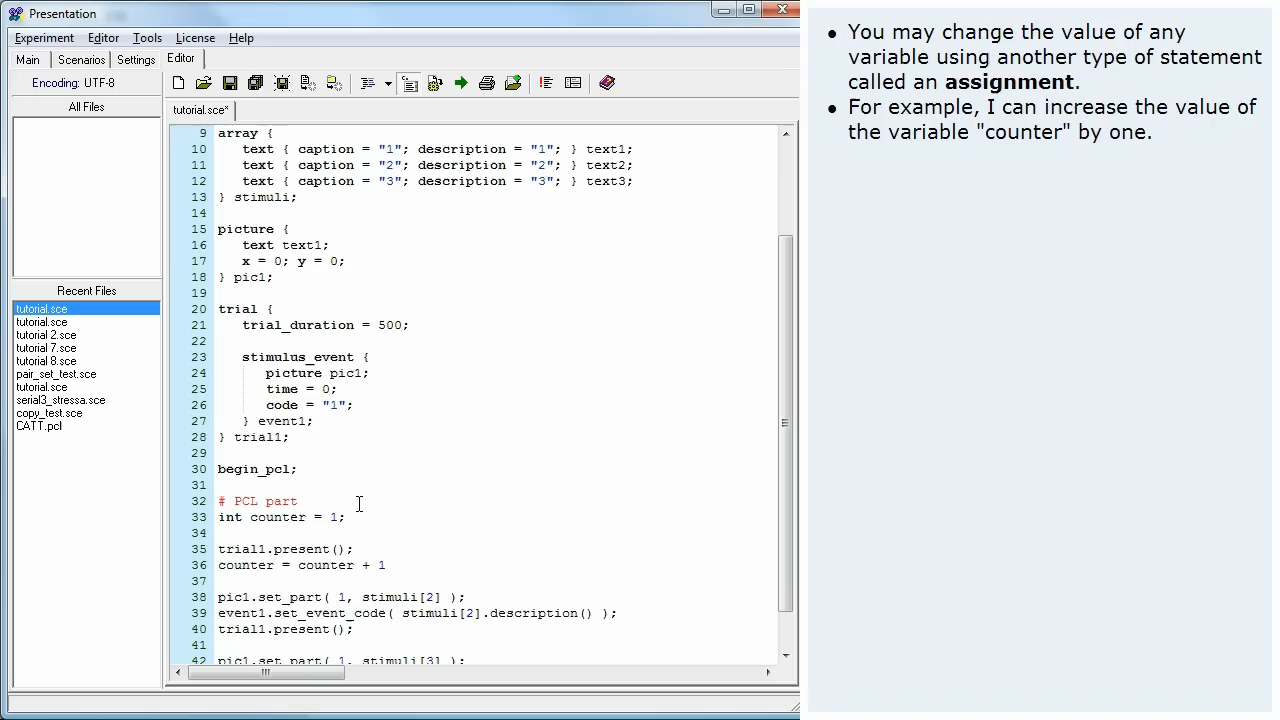 Presentation
Experiment Editor Tools License Help
Main Scenarios Settings Editor
Encoding: UTF-8
All Files
tutorial.sce*
9 array {
10 text { caption = "1"; description = "1"; } text1;
11 text { caption = "2"; description = "2"; } text2;
12 text { caption = "3"; description = "3"; } text3;
13 } stimuli;
14
15 picture {
16 text text1;
17 x = 0; y = 0;
18 } pic1;
19
20 trial {
21 trial_duration = 500;
22
23 stimulus_event {
24 picture pic1;
25 time = 0;
26 code = "1";
27 } event1;
28 } trial1;
29
30 begin_pcl;
31
32 # PCL part
33 int counter = 1;
34
35 trial1.present();
36 counter = counter + 1
37
38 pic1.set_part( 1, stimuli[2] );
39 event1.set_event_code( stimuli[2].description() );
40 trial1.present();
41
42 pic1.set_part( 1, stimuli[3] );
Recent Files
tutorial.sce
tutorial.sce
tutorial 2.sce
tutorial 7.sce
tutorial 8.sce
pair_set_test.sce
tutorial.sce
serial3_stressa.sce
copy_test.sce
CATT.pcl
• You may change the value of any
variable using another type of statement
called an assignment.
• For example, I can increase the value of
the variable "counter" by one.